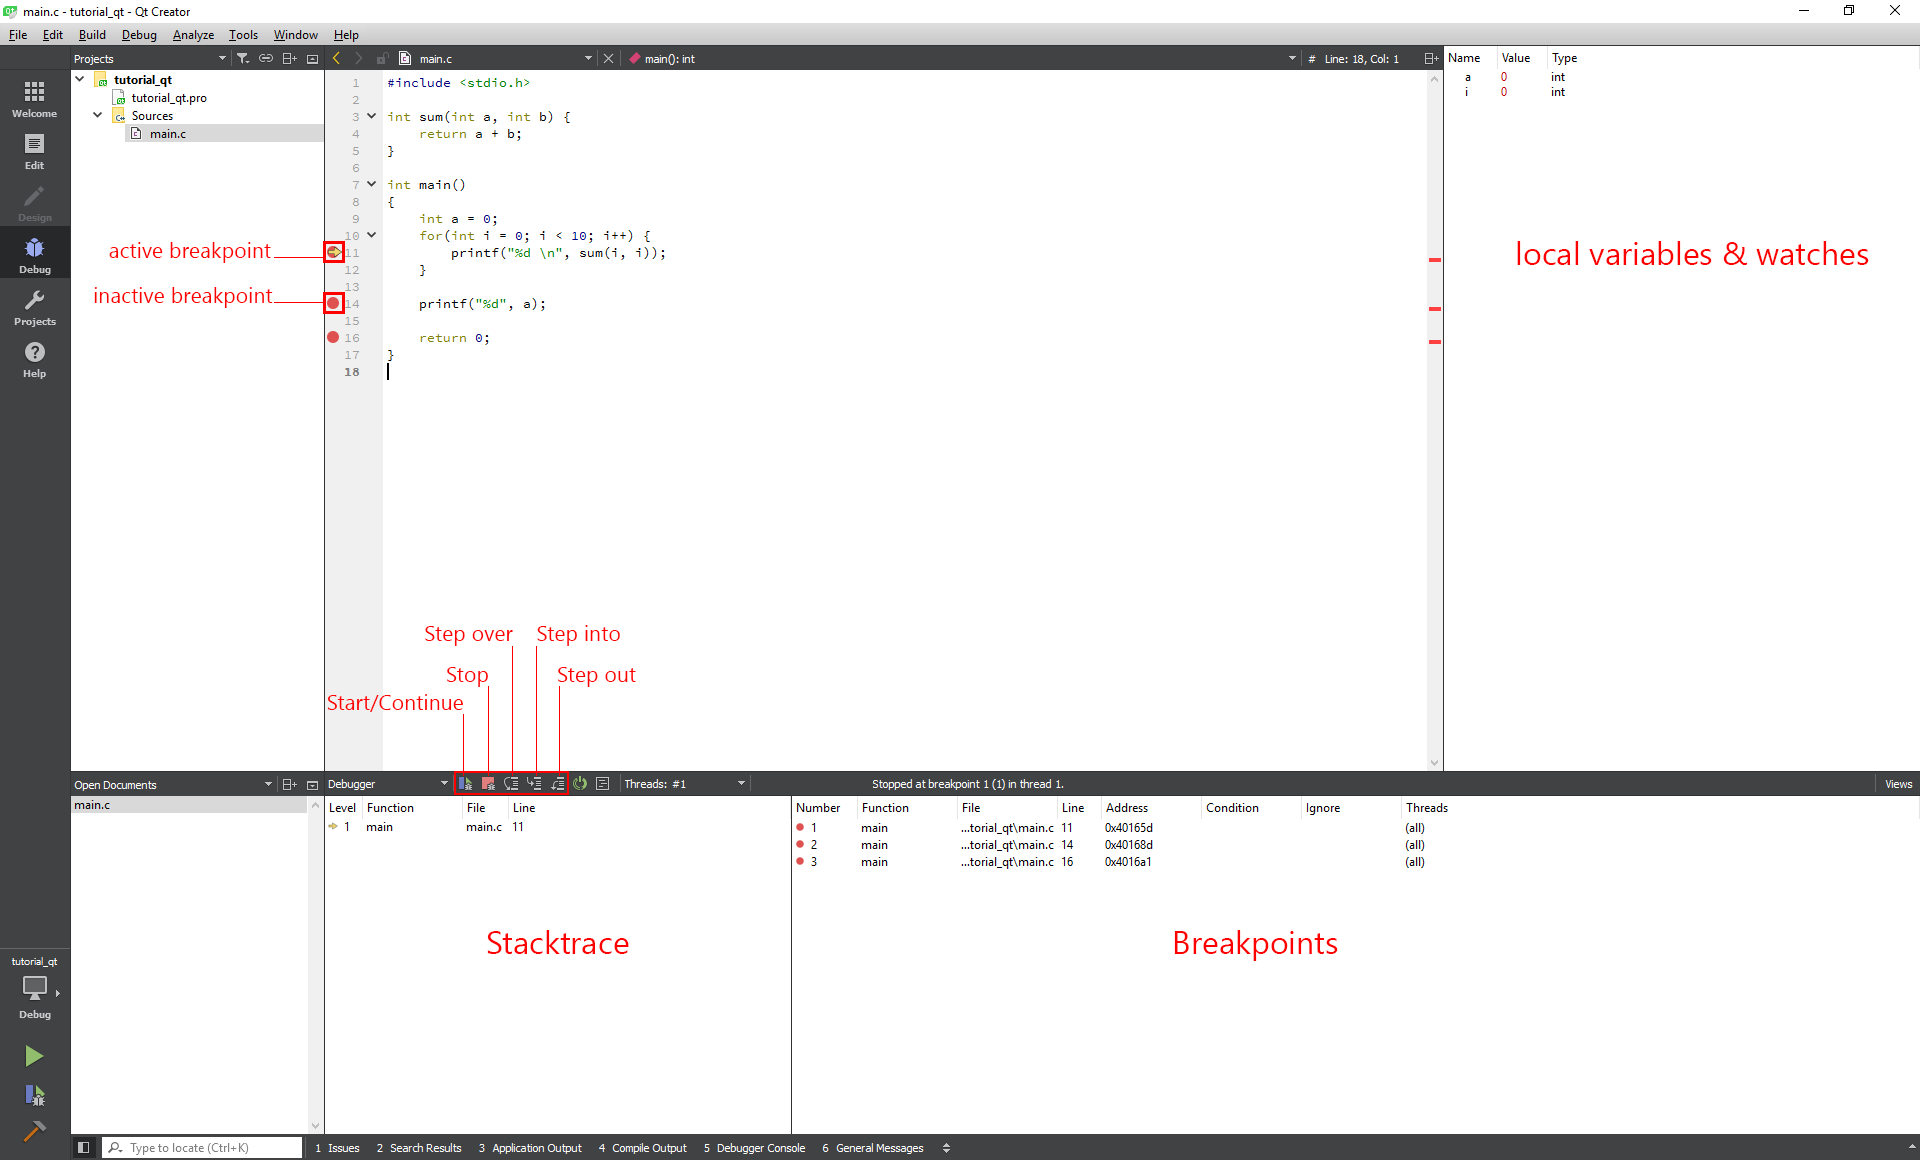 main.c - tutorial_qt - Qt Creator
File Edit Build Debug Analyze Tools Window Help
Projects
main.c
main(): int
# Line: 18, Col: 1
Name Value Type
a 0 int
i 0 int
tutorial_qt
tutorial_qt.pro
Sources
main.c
Welcome
Edit
Design
Debug
Projects
Help
1 #include <stdio.h>
2
3 int sum(int a, int b) {
4 return a + b;
5 }
6
7 int main()
8 {
9 int a = 0;
10 for(int i = 0; i < 10; i++) {
11 printf("%d \n", sum(i, i));
12 }
13
14 printf("%d", a);
15
16 return 0;
17 }
18
active breakpoint
inactive breakpoint
local variables & watches
Step over
Step into
Stop
Step out
Start/Continue
Open Documents
main.c
Debugger
Threads: #1
Stopped at breakpoint 1 (1) in thread 1.
Views
Level Function File Line
1 main main.c 11
Number Function File Line Address Condition Ignore Threads
1 main ...torial_qt\main.c 11 0x40165d (all)
2 main ...torial_qt\main.c 14 0x40168d (all)
3 main ...torial_qt\main.c 16 0x4016a1 (all)
Stacktrace
Breakpoints
tutorial_qt
Debug
Type to locate (Ctrl+K)
1 Issues 2 Search Results 3 Application Output 4 Compile Output 5 Debugger Console 6 General Messages